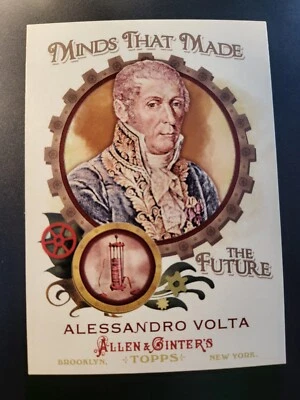 MINDS THAT MADE
THE
FUTURE
ALESSANDRO VOLTA
ALLEN & GINTER'S
BROOKLYN, TOPPS NEW YORK.